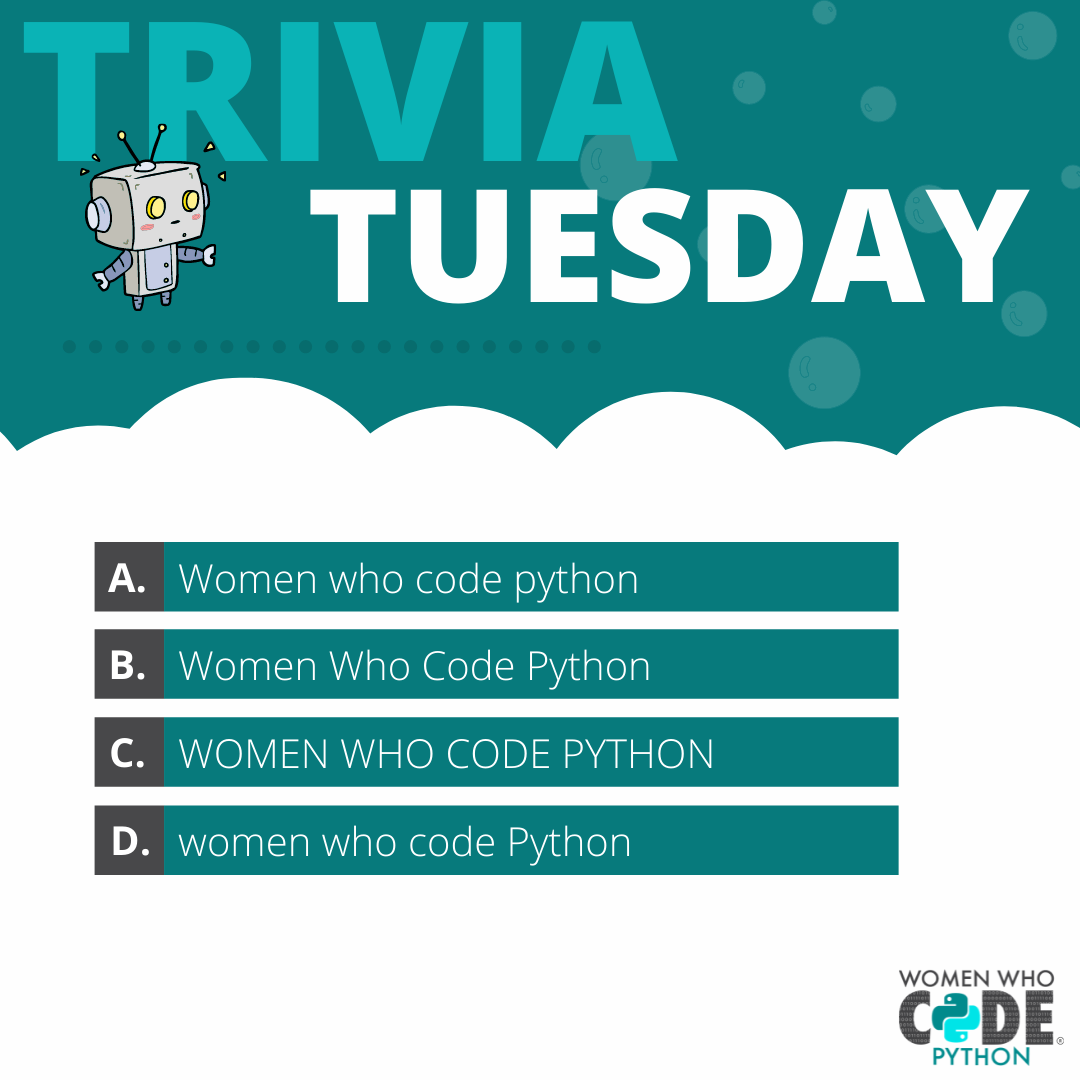 TRIVIA
TUESDAY
A. Women who code python
B. Women Who Code Python
C. WOMEN WHO CODE PYTHON
D. women who code Python
WOMEN WHO
CODE®
PYTHON